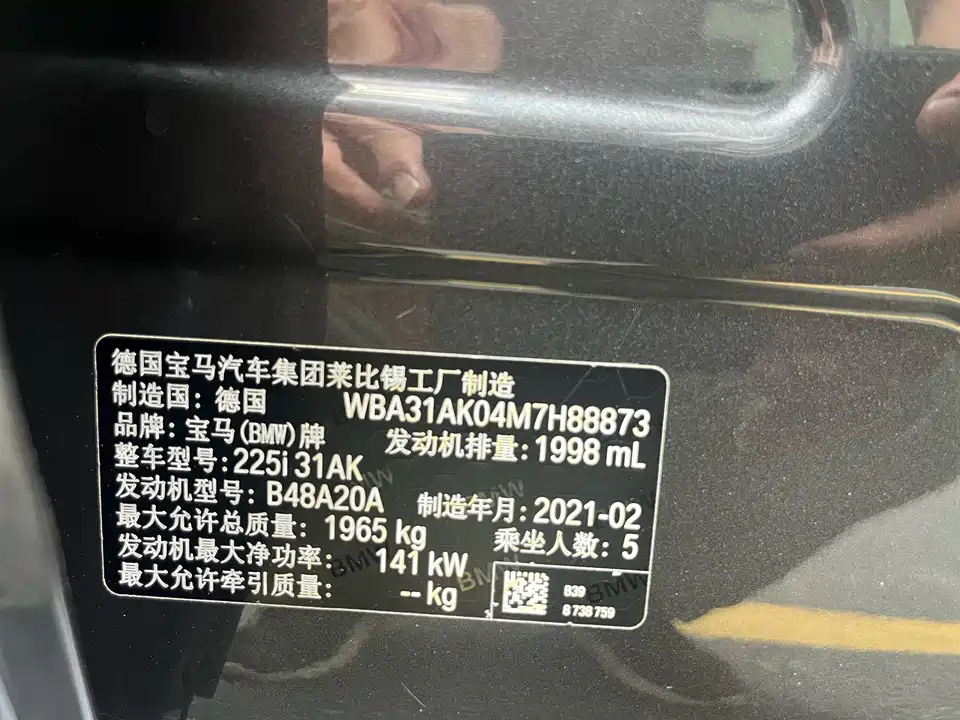 德国宝马汽车集团莱比锡工厂制造
制造国：德国 WBA31AK04M7H88873
品牌：宝马(BMW)牌 发动机排量：1998 mL
整车型号：225i 31AK
发动机型号：B48A20A 制造年月：2021-02
最大允许总质量：1965 kg 乘坐人数：5
发动机最大净功率：141 kW
最大允许牵引质量：-- kg
B39
8 738 759
BMW
BMW
BMW
BMW